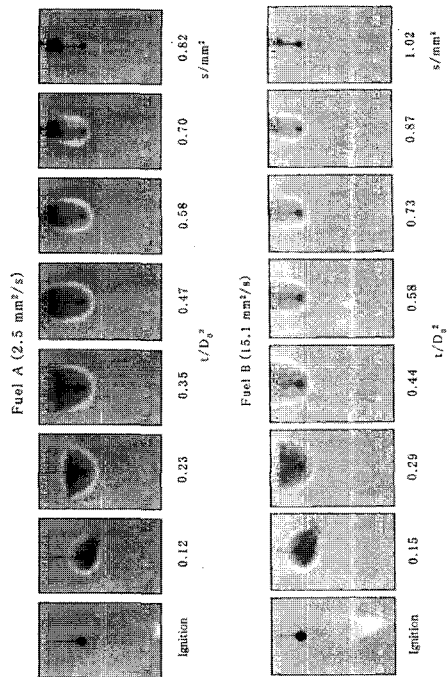 Fuel A (2.5 mm²/s)
Ignition 0.12 0.23 0.35 0.47 0.58 0.70 0.82
t/D₀² s/mm²
Fuel B (15.1 mm²/s)
Ignition 0.15 0.29 0.44 0.58 0.73 0.87 1.02
t/D₀² s/mm²